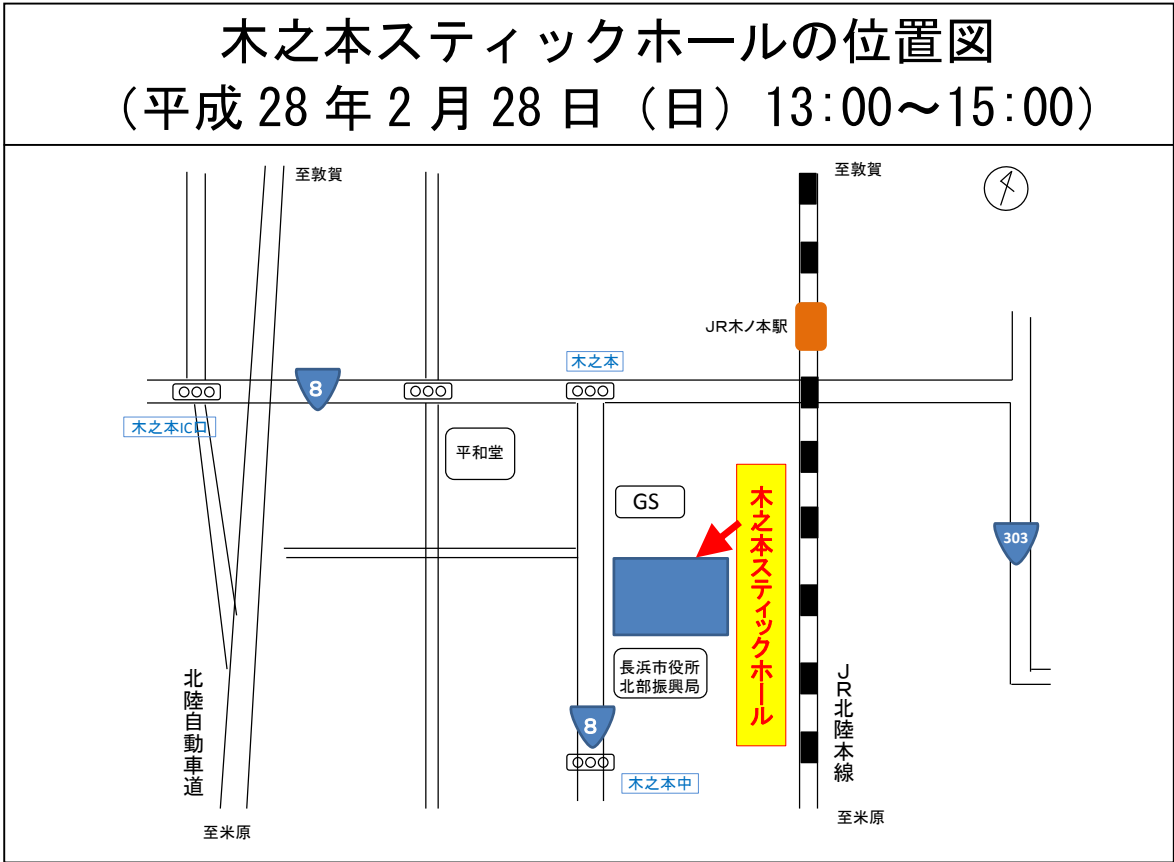 木之本スティックホールの位置図
（平成 28 年 2 月 28 日（日）13:00～15:00）
至敦賀
至敦賀
JR木ノ本駅
木之本
8
木之本IC口
平和堂
GS
木之本スティックホール
303
長浜市役所
北部振興局
北陸自動車道
JR北陸本線
8
木之本中
至米原
至米原